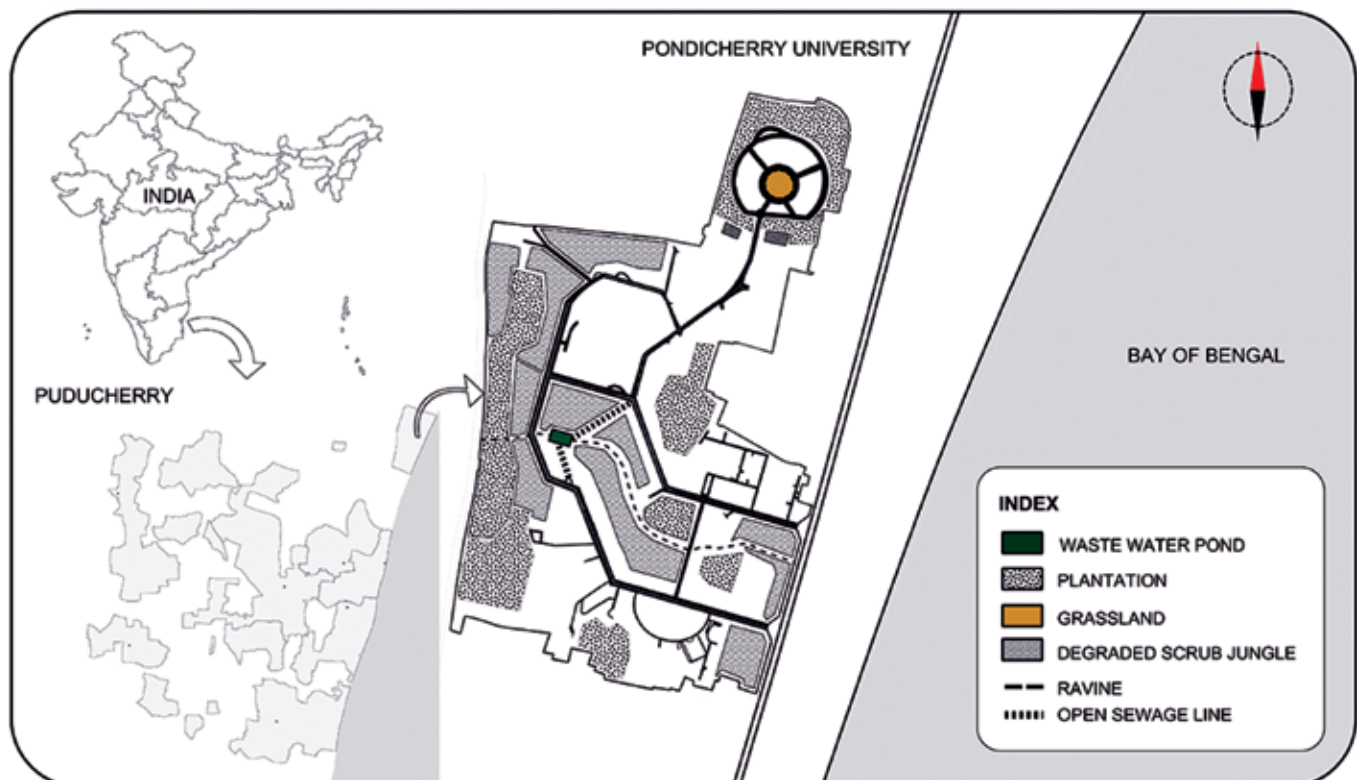 PONDICHERRY UNIVERSITY
INDIA
PUDUCHERRY
BAY OF BENGAL
INDEX
WASTE WATER POND
PLANTATION
GRASSLAND
DEGRADED SCRUB JUNGLE
RAVINE
OPEN SEWAGE LINE